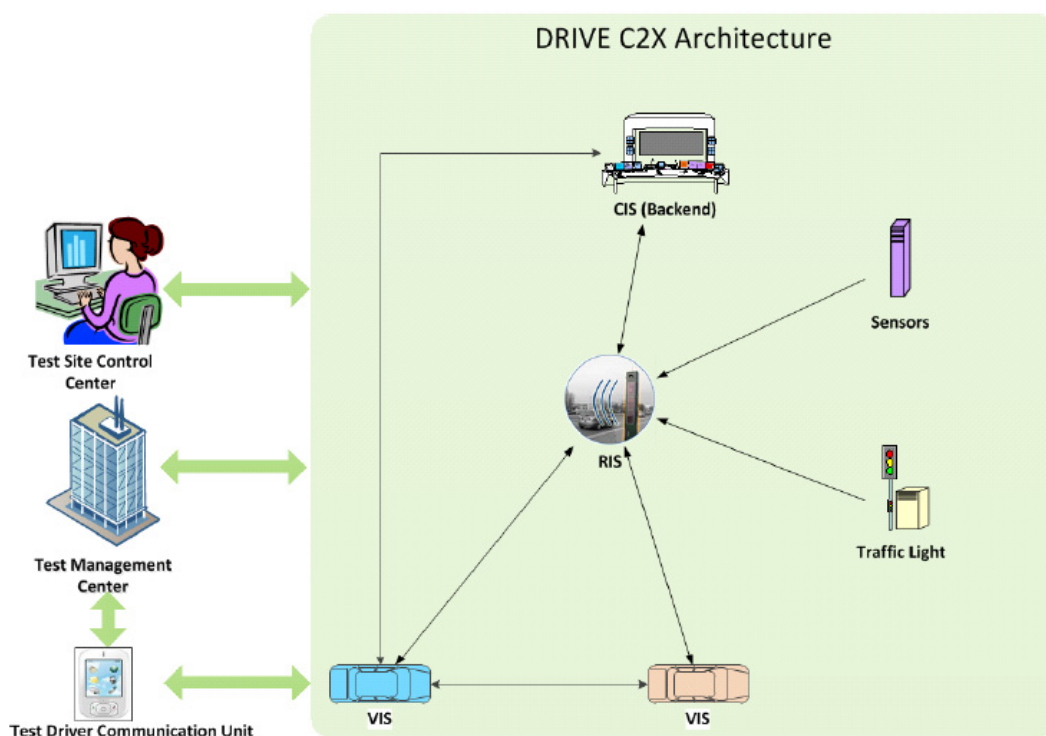 DRIVE C2X Architecture
CIS (Backend)
Sensors
Test Site Control
Center
RIS
Traffic Light
Test Management
Center
VIS
VIS
Test Driver Communication Unit